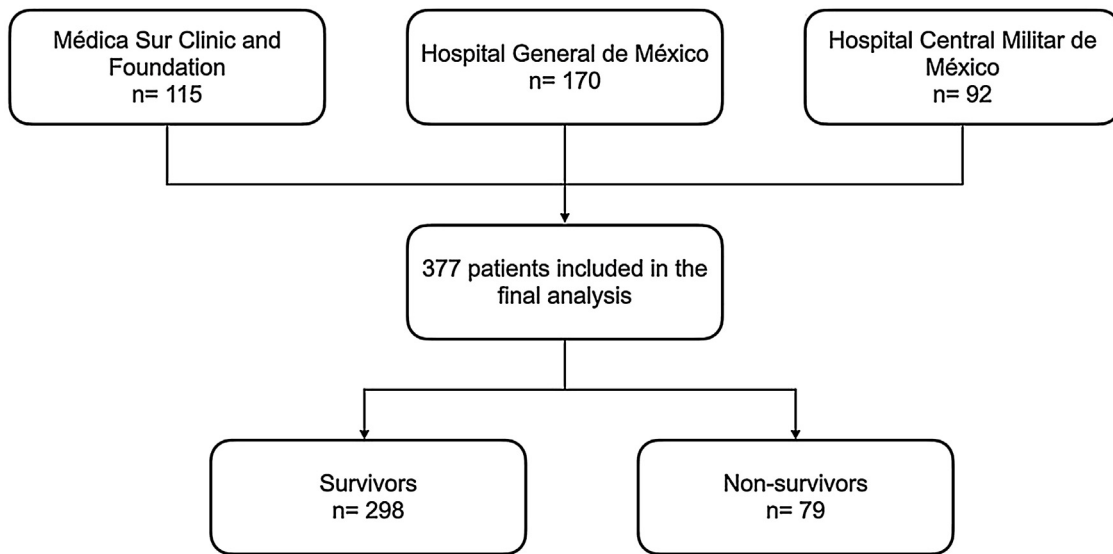 Médica Sur Clinic and
Foundation
n= 115
Hospital General de México
n= 170
Hospital Central Militar de
México
n= 92
377 patients included in the
final analysis
Survivors
n= 298
Non-survivors
n= 79